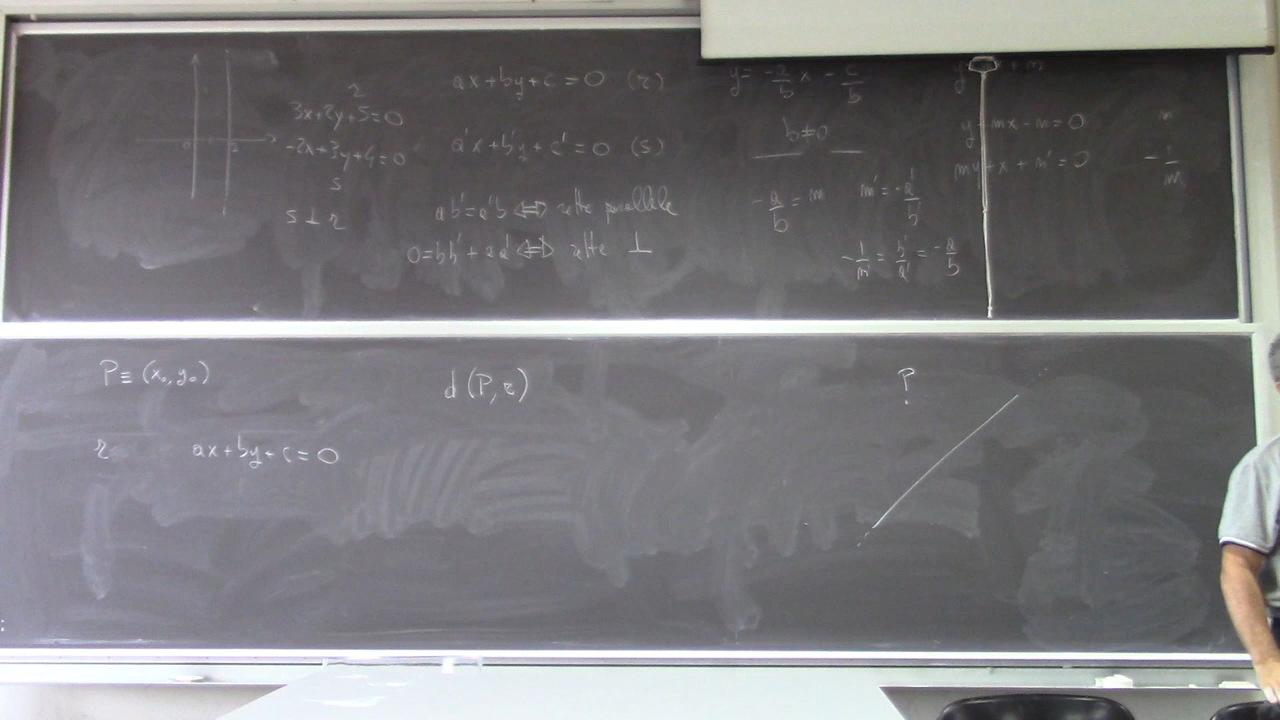 r
3x+2y+5=0
-2x+3y+4=0
s
s ⊥ r
ax+by+c=0 (r)
a'x+b'y+c'=0 (s)
ab'=a'b ⇔ rette parallele
0=bb'+aa' ⇔ rette ⊥
y=-a/b x - c/b
b≠0
-a/b = m
m'=-a'/b'
-1/m = b'/a' = -a/b
y-mx-n=0
my+x+n'=0
m
-1/m
P≡(x₀,y₀)
r ax+by+c=0
d(P,r)
P